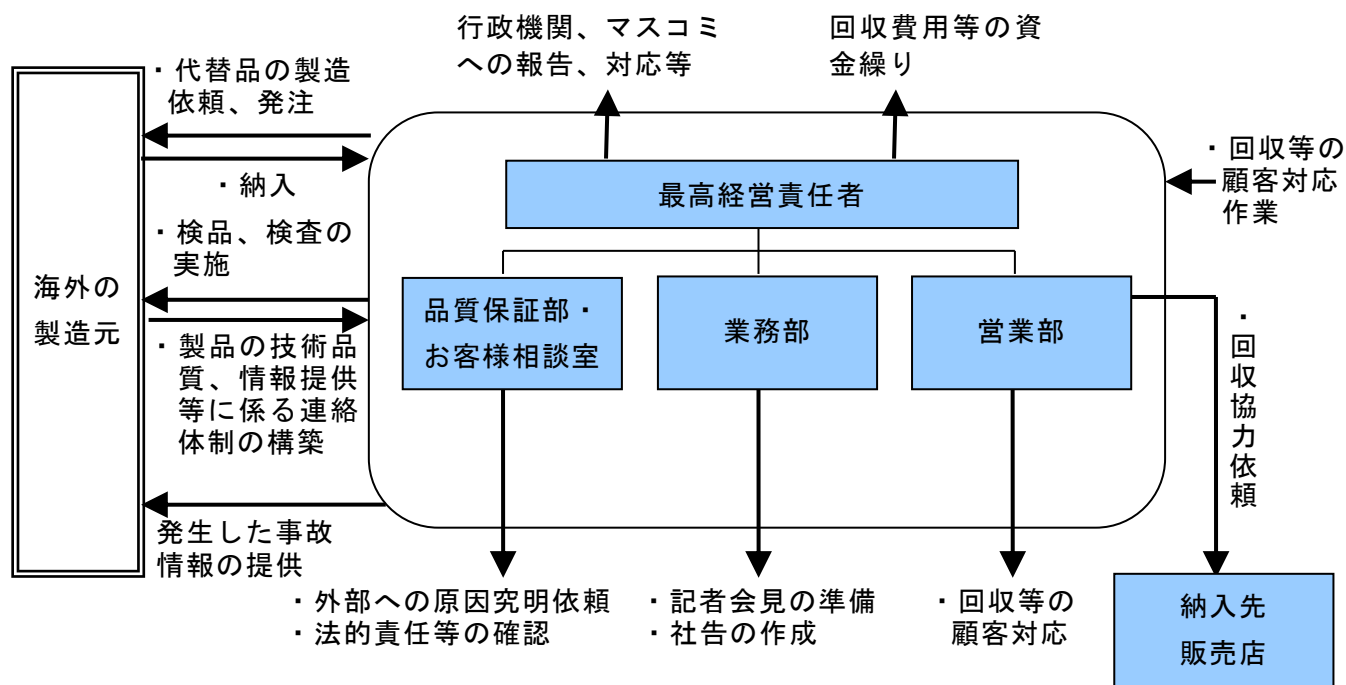 行政機関、マスコミ
への報告、対応等
回収費用等の資
金繰り
・代替品の製造
依頼、発注
・納入
・検品、検査の
実施
海外の
製造元
・製品の技術品
質、情報提供
等に係る連絡
体制の構築
発生した事故
情報の提供
最高経営責任者
品質保証部・
お客様相談室
業務部
営業部
・回収等の
顧客対応
作業
・回収協力依頼
・外部への原因究明依頼
・法的責任等の確認
・記者会見の準備
・社告の作成
・回収等の
顧客対応
納入先
販売店